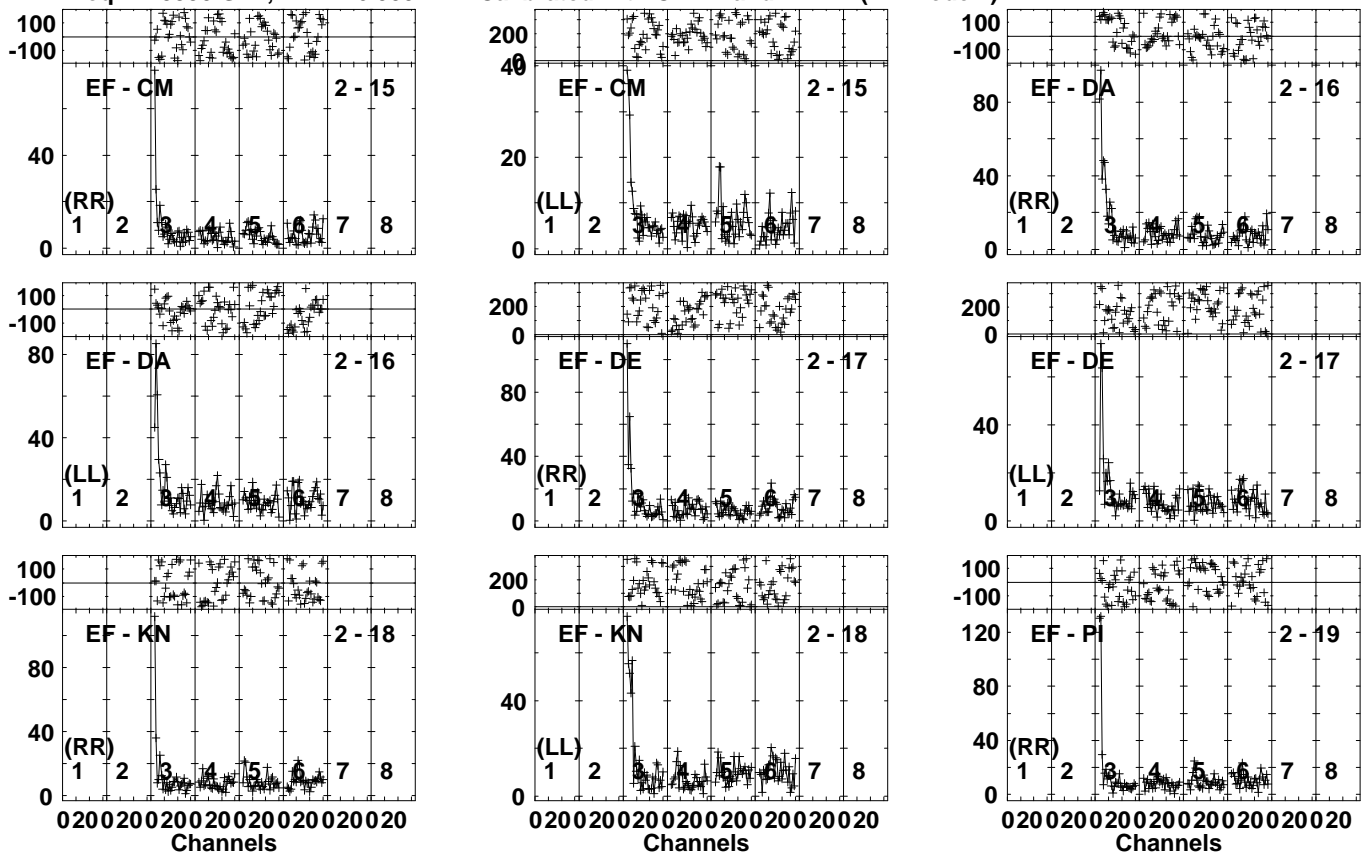 100 200 100
-100 0 -100
EF - CM 2 - 15
40
(RR)
0
1 2 3 4 5 6 7 8
EF - CM 2 - 15
40
20
(LL)
0
1 2 3 4 5 6 7 8
EF - DA 2 - 16
80
40
(RR)
0
1 2 3 4 5 6 7 8
100 200 200
-100 0 0
EF - DA 2 - 16
80
40
(LL)
0
1 2 3 4 5 6 7 8
EF - DE 2 - 17
80
40
(RR)
0
1 2 3 4 5 6 7 8
EF - DE 2 - 17
40
(LL)
0
1 2 3 4 5 6 7 8
100 200 100
-100 0 -100
EF - KN 2 - 18
80
40
(RR)
0
1 2 3 4 5 6 7 8
EF - KN 2 - 18
40
(LL)
0
1 2 3 4 5 6 7 8
EF - PI 2 - 19
120
80
40
(RR)
0
1 2 3 4 5 6 7 8
020020020020020020020020 020020020020020020020020 020020020020020020020020
Channels Channels Channels